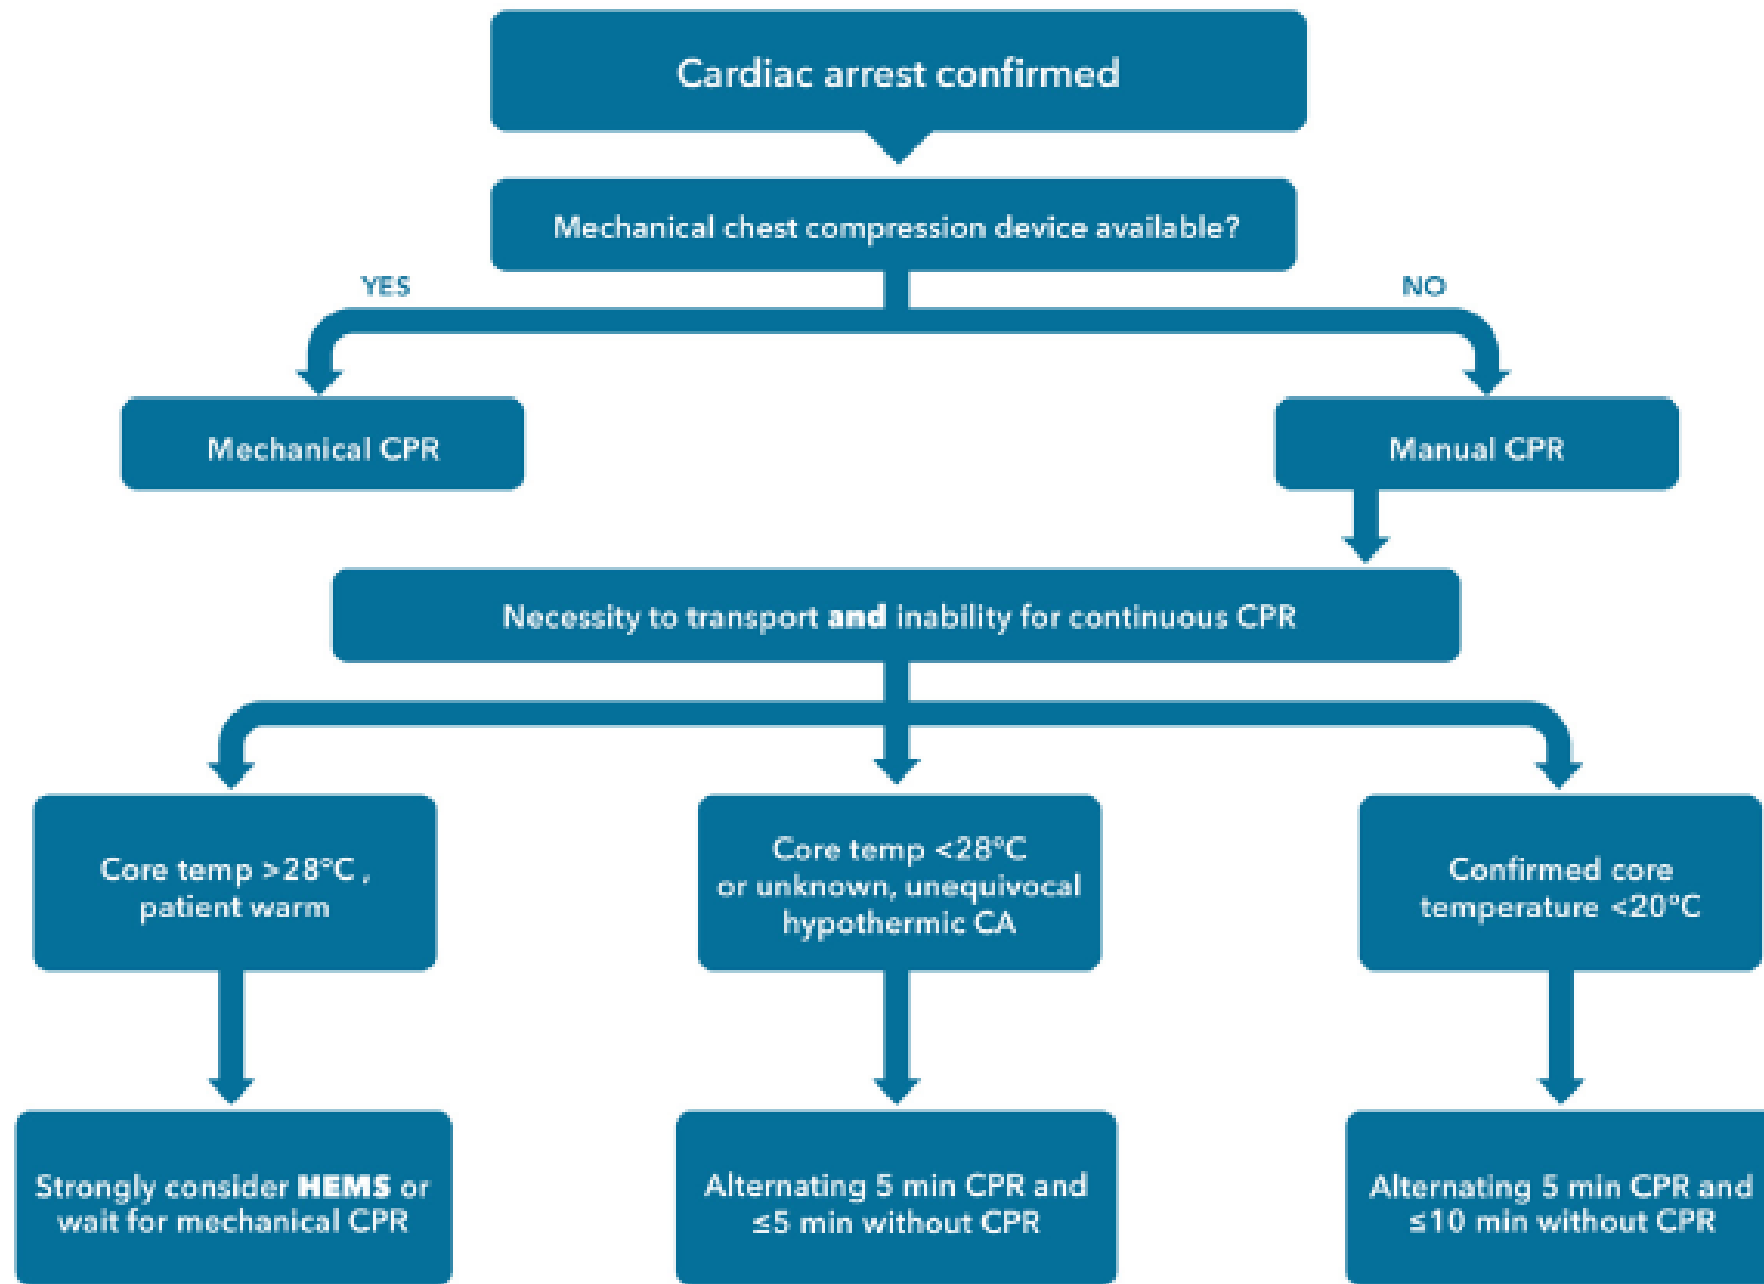 Cardiac arrest confirmed
Mechanical chest compression device available?
YES
NO
Mechanical CPR
Manual CPR
Necessity to transport and inability for continuous CPR
Core temp >28°C ,
patient warm
Core temp <28°C
or unknown, unequivocal
hypothermic CA
Confirmed core
temperature <20°C
Strongly consider HEMS or
wait for mechanical CPR
Alternating 5 min CPR and
≤5 min without CPR
Alternating 5 min CPR and
≤10 min without CPR